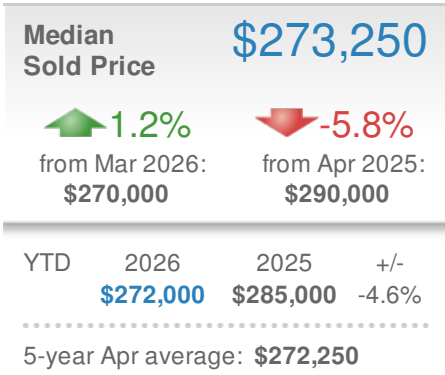 Median $273,250
Sold Price
1.2% -5.8%
from Mar 2026: from Apr 2025:
$270,000 $290,000
YTD 2026 2025 +/-
$272,000 $285,000 -4.6%
5-year Apr average: $272,250